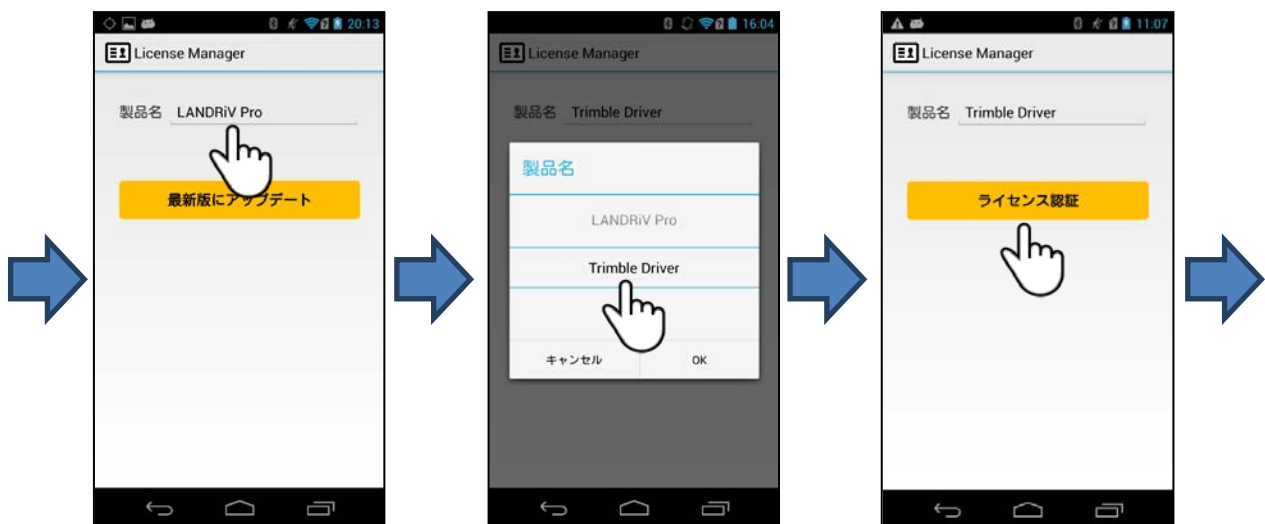 20:13
License Manager
製品名 LANDRiV Pro
最新版にアップデート
16:04
License Manager
製品名 Trimble Driver
製品名
LANDRiV Pro
Trimble Driver
キャンセル OK
11:07
License Manager
製品名 Trimble Driver
ライセンス認証